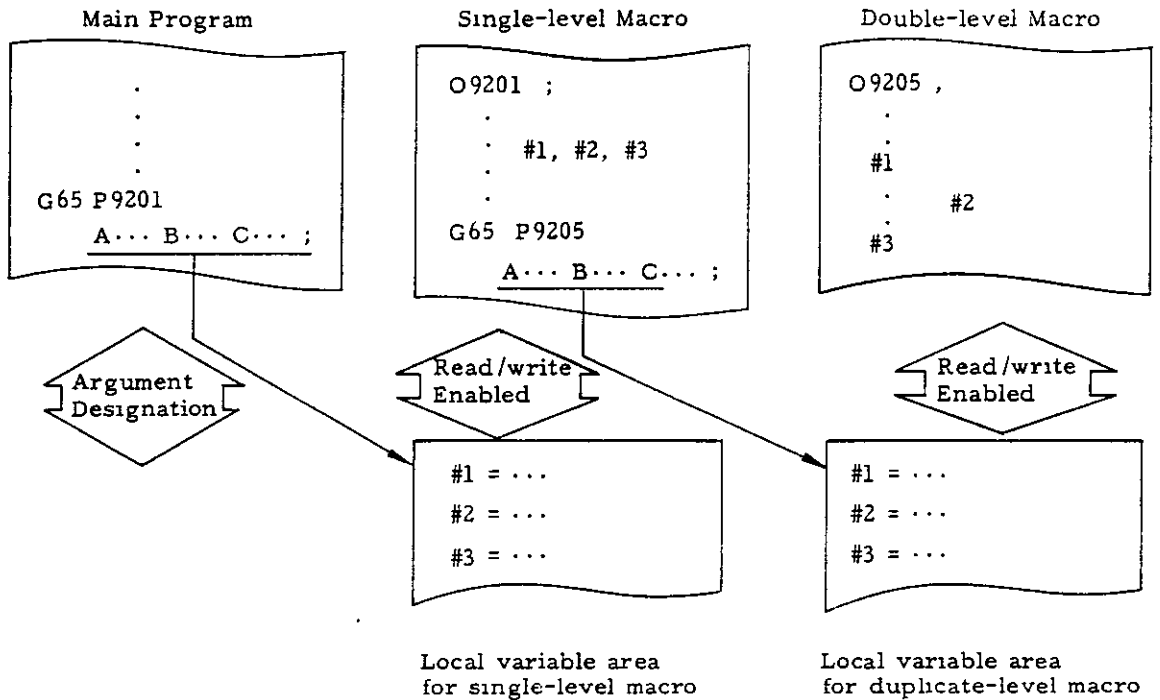 Main Program
.
.
.
.
G65 P9201
A··· B··· C··· ;
Single-level Macro
O9201 ;
.
. #1, #2, #3
.
.
G65 P9205
A··· B··· C··· ;
Double-level Macro
O9205 ,
.
.
#1
.
#2
.
#3
Argument
Designation
Read/write
Enabled
Read/write
Enabled
#1 = ···
#2 = ···
#3 = ···
#1 = ···
#2 = ···
#3 = ···
Local variable area
for single-level macro
Local variable area
for duplicate-level macro